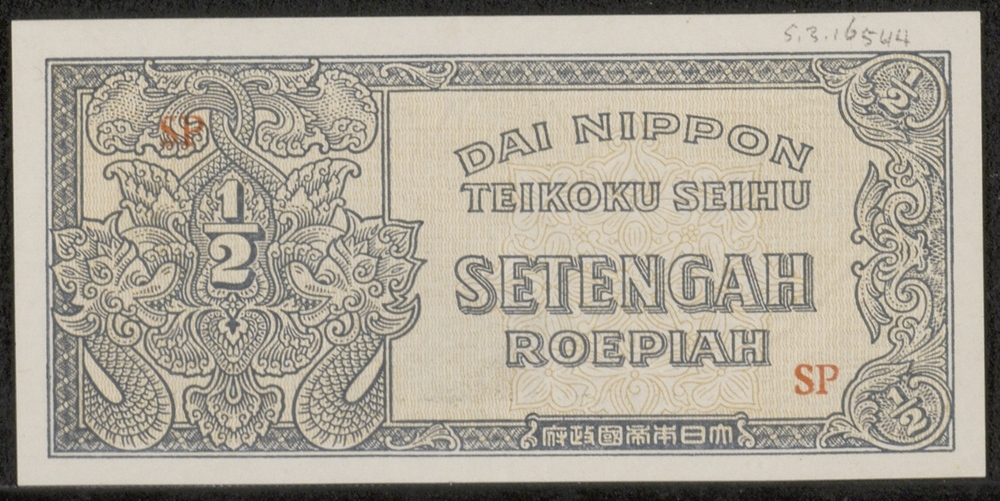 S.3.16544
SP
1/2
1/2
DAI NIPPON
TEIKOKU SEIHU
SETENGAH
ROEPIAH
SP
1/2
大日本帝國政府